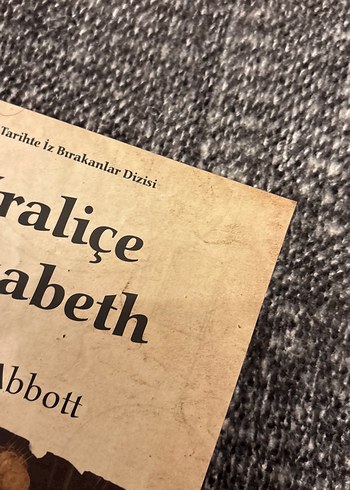 Tarihte İz Bırakanlar Dizisi
raliçe
abeth
Abbott